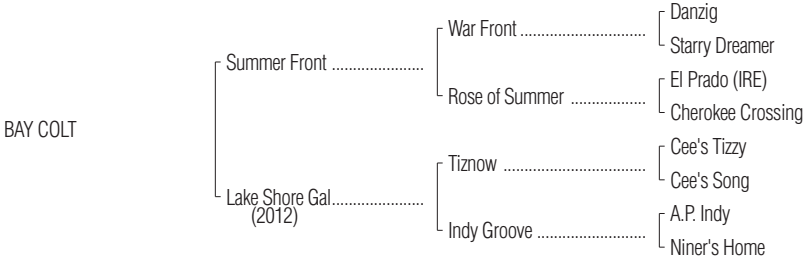 Danzig
War Front ..............................
Starry Dreamer
Summer Front ......................
El Prado (IRE)
Rose of Summer ..................
Cherokee Crossing
BAY COLT
Cee's Tizzy
Tiznow ..................................
Cee's Song
Lake Shore Gal......................
(2012)
A.P. Indy
Indy Groove ..........................
Niner's Home